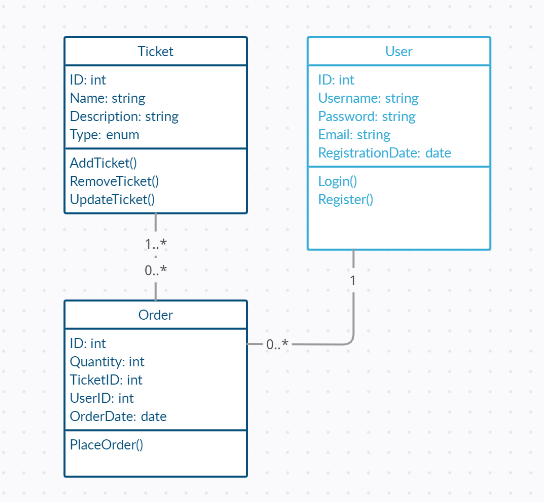 Ticket
ID: int
Name: string
Description: string
Type: enum
AddTicket()
RemoveTicket()
UpdateTicket()
User
ID: int
Username: string
Password: string
Email: string
RegistrationDate: date
Login()
Register()
1..*
0..*
1
0..*
Order
ID: int
Quantity: int
TicketID: int
UserID: int
OrderDate: date
PlaceOrder()